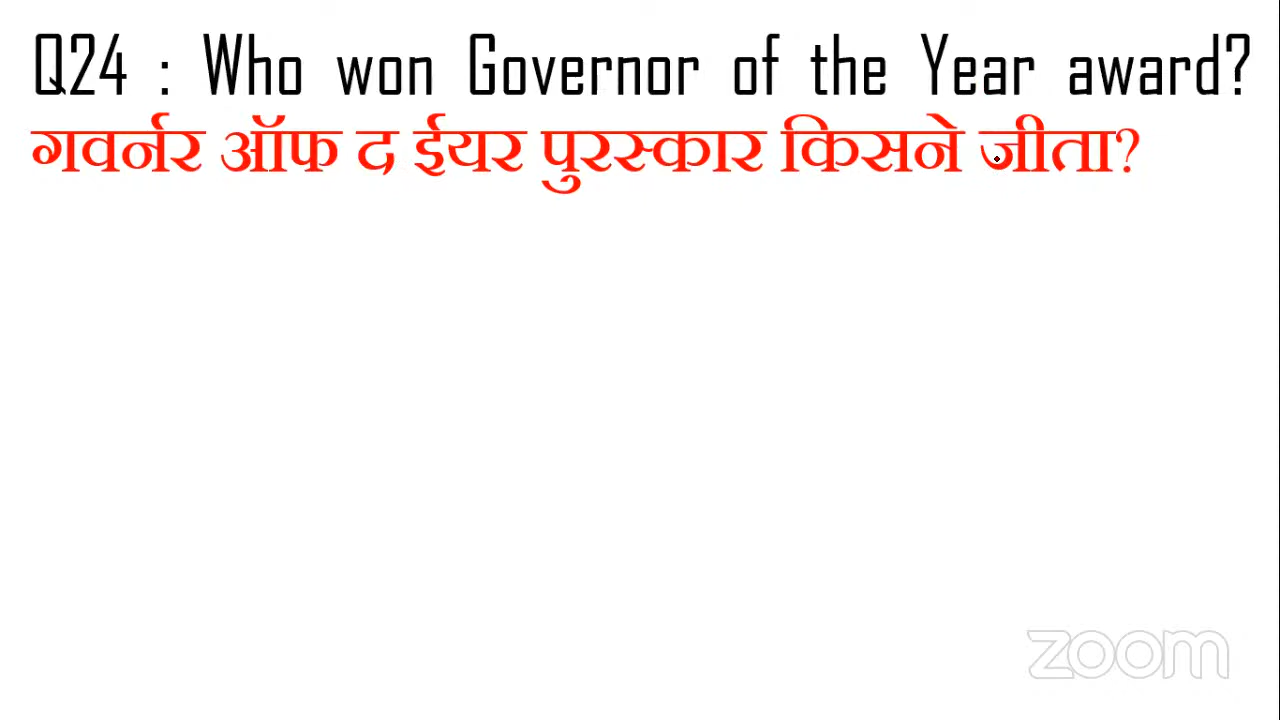 Q24 : Who won Governor of the Year award?
गवर्नर ऑफ द ईयर पुरस्कार किसने जीता?
zoom